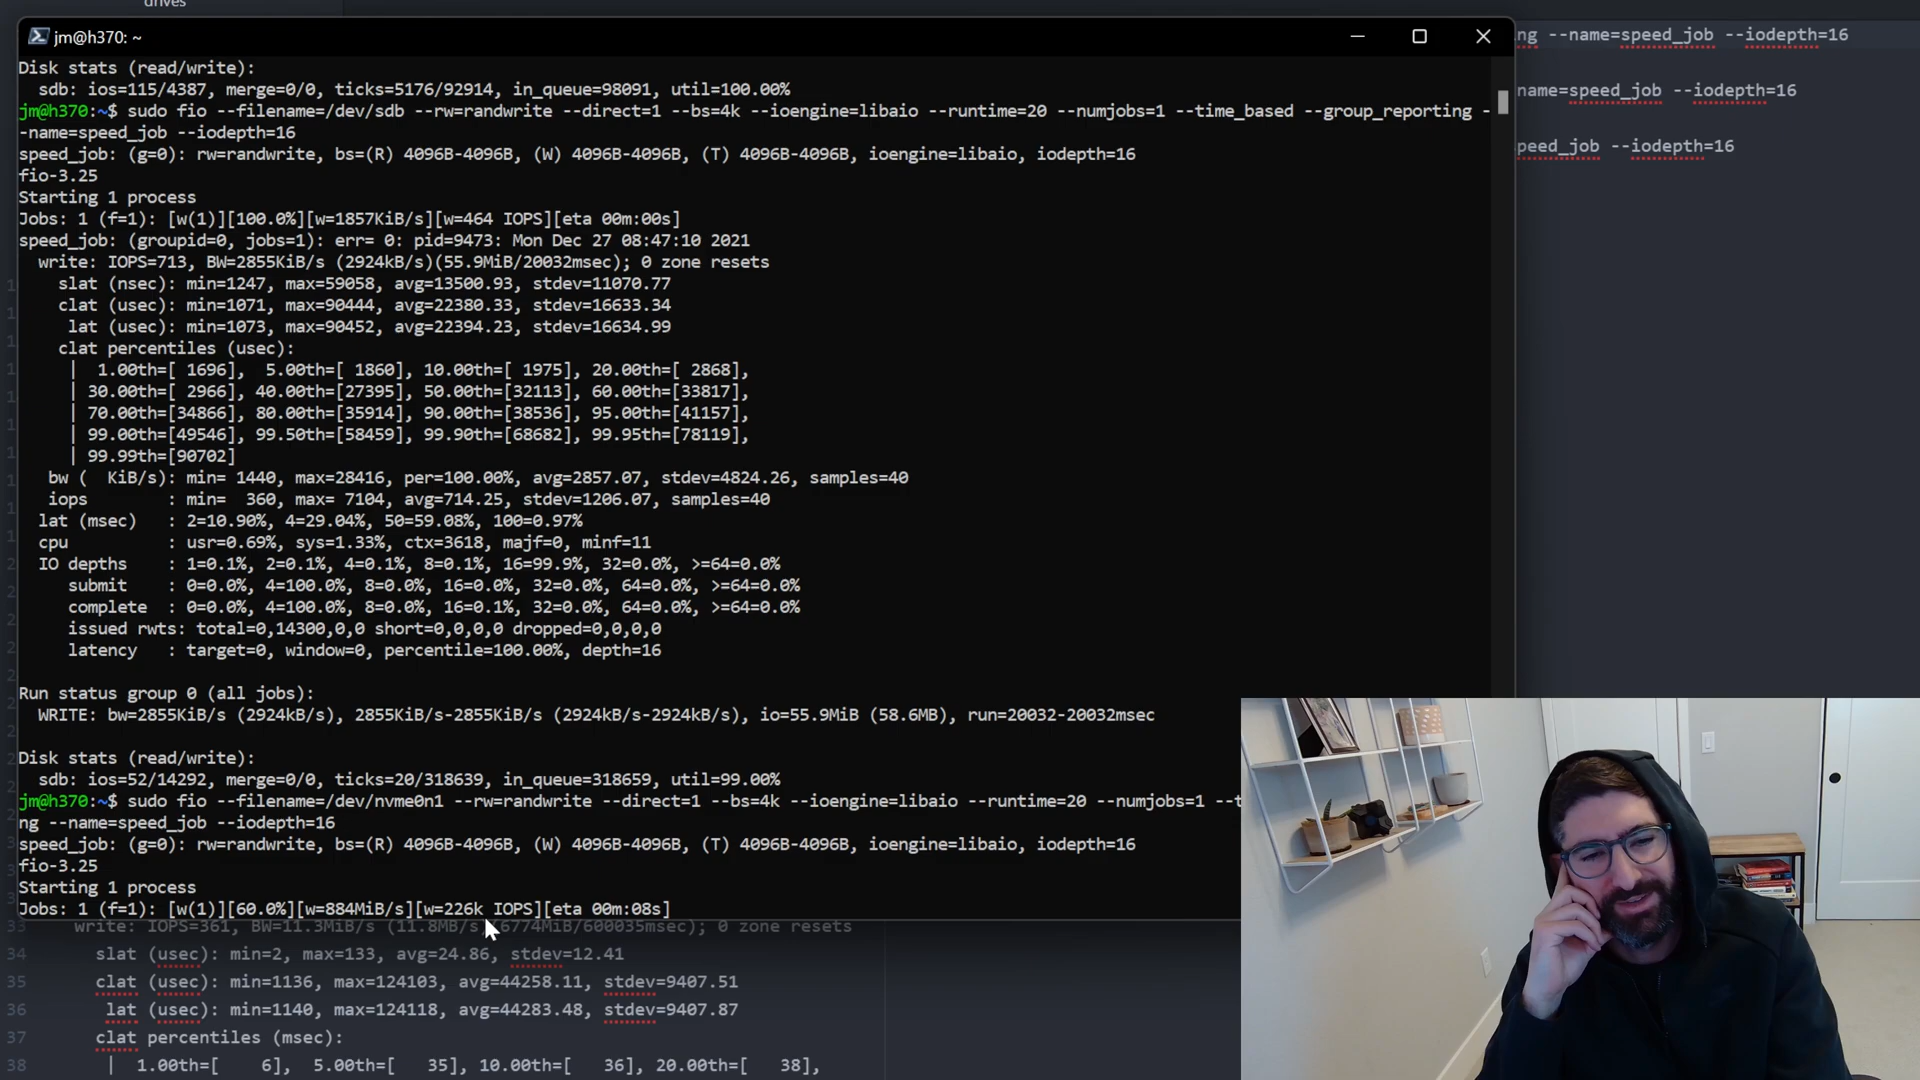 drives
jm@h370: ~
ng --name=speed_job --iodepth=16
name=speed_job --iodepth=16
peed_job --iodepth=16
Disk stats (read/write):
sdb: ios=115/4387, merge=0/0, ticks=5176/92914, in_queue=98091, util=100.00%
jm@h370:~$ sudo fio --filename=/dev/sdb --rw=randwrite --direct=1 --bs=4k --ioengine=libaio --runtime=20 --numjobs=1 --time_based --group_reporting -
-name=speed_job --iodepth=16
speed_job: (g=0): rw=randwrite, bs=(R) 4096B-4096B, (W) 4096B-4096B, (T) 4096B-4096B, ioengine=libaio, iodepth=16
fio-3.25
Starting 1 process
Jobs: 1 (f=1): [w(1)][100.0%][w=1857KiB/s][w=464 IOPS][eta 00m:00s]
speed_job: (groupid=0, jobs=1): err= 0: pid=9473: Mon Dec 27 08:47:10 2021
write: IOPS=713, BW=2855KiB/s (2924kB/s)(55.9MiB/20032msec); 0 zone resets
slat (nsec): min=1247, max=59058, avg=13500.93, stdev=11070.77
clat (usec): min=1071, max=90444, avg=22380.33, stdev=16633.34
lat (usec): min=1073, max=90452, avg=22394.23, stdev=16634.99
clat percentiles (usec):
| 1.00th=[ 1696], 5.00th=[ 1860], 10.00th=[ 1975], 20.00th=[ 2868],
| 30.00th=[ 2966], 40.00th=[27395], 50.00th=[32113], 60.00th=[33817],
| 70.00th=[34866], 80.00th=[35914], 90.00th=[38536], 95.00th=[41157],
| 99.00th=[49546], 99.50th=[58459], 99.90th=[68682], 99.95th=[78119],
| 99.99th=[90702]
bw ( KiB/s): min= 1440, max=28416, per=100.00%, avg=2857.07, stdev=4824.26, samples=40
iops : min= 360, max= 7104, avg=714.25, stdev=1206.07, samples=40
lat (msec) : 2=10.90%, 4=29.04%, 50=59.08%, 100=0.97%
cpu : usr=0.69%, sys=1.33%, ctx=3618, majf=0, minf=11
IO depths : 1=0.1%, 2=0.1%, 4=0.1%, 8=0.1%, 16=99.9%, 32=0.0%, >=64=0.0%
submit : 0=0.0%, 4=100.0%, 8=0.0%, 16=0.0%, 32=0.0%, 64=0.0%, >=64=0.0%
complete : 0=0.0%, 4=100.0%, 8=0.0%, 16=0.1%, 32=0.0%, 64=0.0%, >=64=0.0%
issued rwts: total=0,14300,0,0 short=0,0,0,0 dropped=0,0,0,0
latency : target=0, window=0, percentile=100.00%, depth=16
Run status group 0 (all jobs):
WRITE: bw=2855KiB/s (2924kB/s), 2855KiB/s-2855KiB/s (2924kB/s-2924kB/s), io=55.9MiB (58.6MB), run=20032-20032msec
Disk stats (read/write):
sdb: ios=52/14292, merge=0/0, ticks=20/318639, in_queue=318659, util=99.00%
jm@h370:~$ sudo fio --filename=/dev/nvme0n1 --rw=randwrite --direct=1 --bs=4k --ioengine=libaio --runtime=20 --numjobs=1 --t
ng --name=speed_job --iodepth=16
speed_job: (g=0): rw=randwrite, bs=(R) 4096B-4096B, (W) 4096B-4096B, (T) 4096B-4096B, ioengine=libaio, iodepth=16
fio-3.25
Starting 1 process
Jobs: 1 (f=1): [w(1)][60.0%][w=884MiB/s][w=226k IOPS][eta 00m:08s]
33 write: IOPS=361, BW=11.3MiB/s (11.8MB/s) 6774MiB/600035msec); 0 zone resets
34 slat (usec): min=2, max=133, avg=24.86, stdev=12.41
35 clat (usec): min=1136, max=124103, avg=44258.11, stdev=9407.51
36 lat (usec): min=1140, max=124118, avg=44283.48, stdev=9407.87
37 clat percentiles (msec):
38 | 1.00th=[ 6], 5.00th=[ 35], 10.00th=[ 36], 20.00th=[ 38],